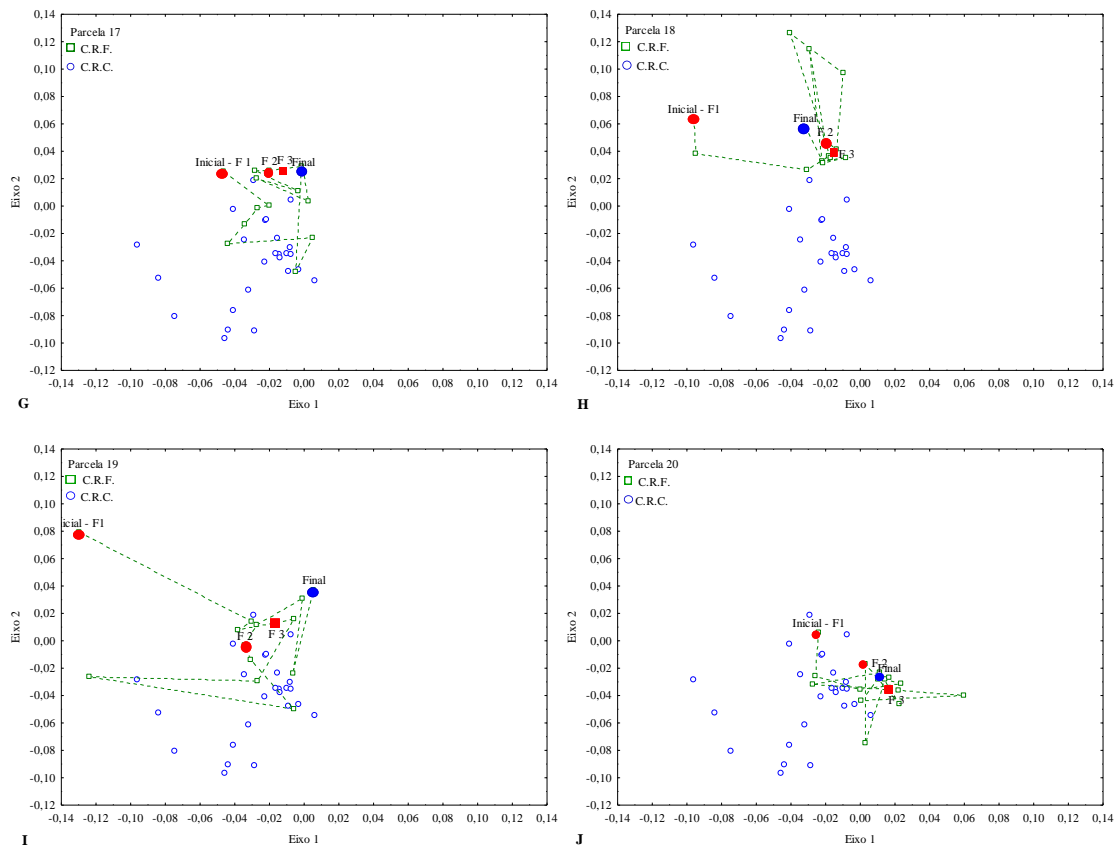 Parcela 17
C.R.F.
C.R.C.
Inicial - F 1
F 2
F 3
Final
Eixo 2
0,14
0,12
0,10
0,08
0,06
0,04
0,02
0,00
-0,02
-0,04
-0,06
-0,08
-0,10
-0,12
-0,14 -0,12 -0,10 -0,08 -0,06 -0,04 -0,02 0,00 0,02 0,04 0,06 0,08 0,10 0,12 0,14
Eixo 1
G
Parcela 18
C.R.F.
C.R.C.
Inicial - F1
Final
F 2
F 3
Eixo 2
0,14
0,12
0,10
0,08
0,06
0,04
0,02
0,00
-0,02
-0,04
-0,06
-0,08
-0,10
-0,12
-0,14 -0,12 -0,10 -0,08 -0,06 -0,04 -0,02 0,00 0,02 0,04 0,06 0,08 0,10 0,12 0,14
Eixo 1
H
Parcela 19
C.R.F.
C.R.C.
icial - F1
Final
F 2
F 3
Eixo 2
0,14
0,12
0,10
0,08
0,06
0,04
0,02
0,00
-0,02
-0,04
-0,06
-0,08
-0,10
-0,12
-0,14 -0,12 -0,10 -0,08 -0,06 -0,04 -0,02 0,00 0,02 0,04 0,06 0,08 0,10 0,12 0,14
Eixo 1
I
Parcela 20
C.R.F.
C.R.C.
Inicial - F1
F 2
Final
F 3
Eixo 2
0,14
0,12
0,10
0,08
0,06
0,04
0,02
0,00
-0,02
-0,04
-0,06
-0,08
-0,10
-0,12
-0,14 -0,12 -0,10 -0,08 -0,06 -0,04 -0,02 0,00 0,02 0,04 0,06 0,08 0,10 0,12 0,14
Eixo 1
J